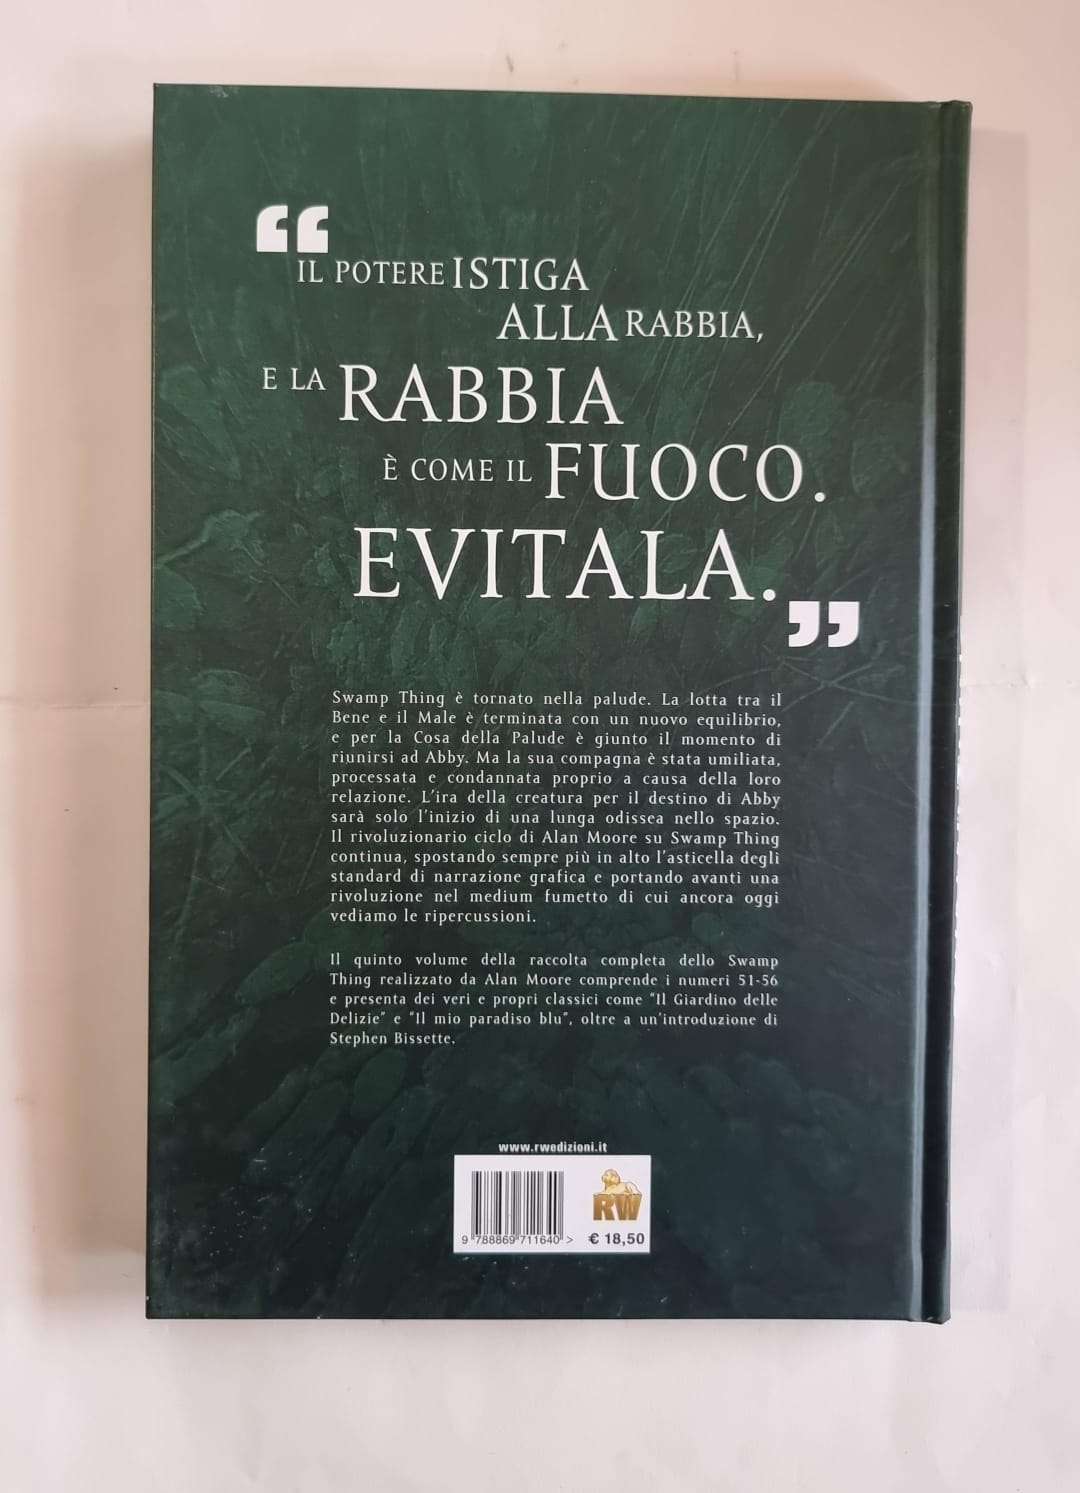 “IL POTERE ISTIGA
ALLA RABBIA,
E LA RABBIA
È COME IL FUOCO.
EVITALA.”
Swamp Thing è tornato nella palude. La lotta tra il
Bene e il Male è terminata con un nuovo equilibrio,
e per la Cosa della Palude è giunto il momento di
riunirsi ad Abby. Ma la sua compagna è stata umiliata,
processata e condannata proprio a causa della loro
relazione. L'ira della creatura per il destino di Abby
sarà solo l'inizio di una lunga odissea nello spazio.
Il rivoluzionario ciclo di Alan Moore su Swamp Thing
continua, spostando sempre più in alto l'asticella degli
standard di narrazione grafica e portando avanti una
rivoluzione nel medium fumetto di cui ancora oggi
vediamo le ripercussioni.
Il quinto volume della raccolta completa dello Swamp
Thing realizzato da Alan Moore comprende i numeri 51-56
e presenta dei veri e propri classici come "Il Giardino delle
Delizie" e "Il mio paradiso blu", oltre a un'introduzione di
Stephen Bissette.
www.rwedizioni.it
RW
9 788869 711640 >
€ 18,50